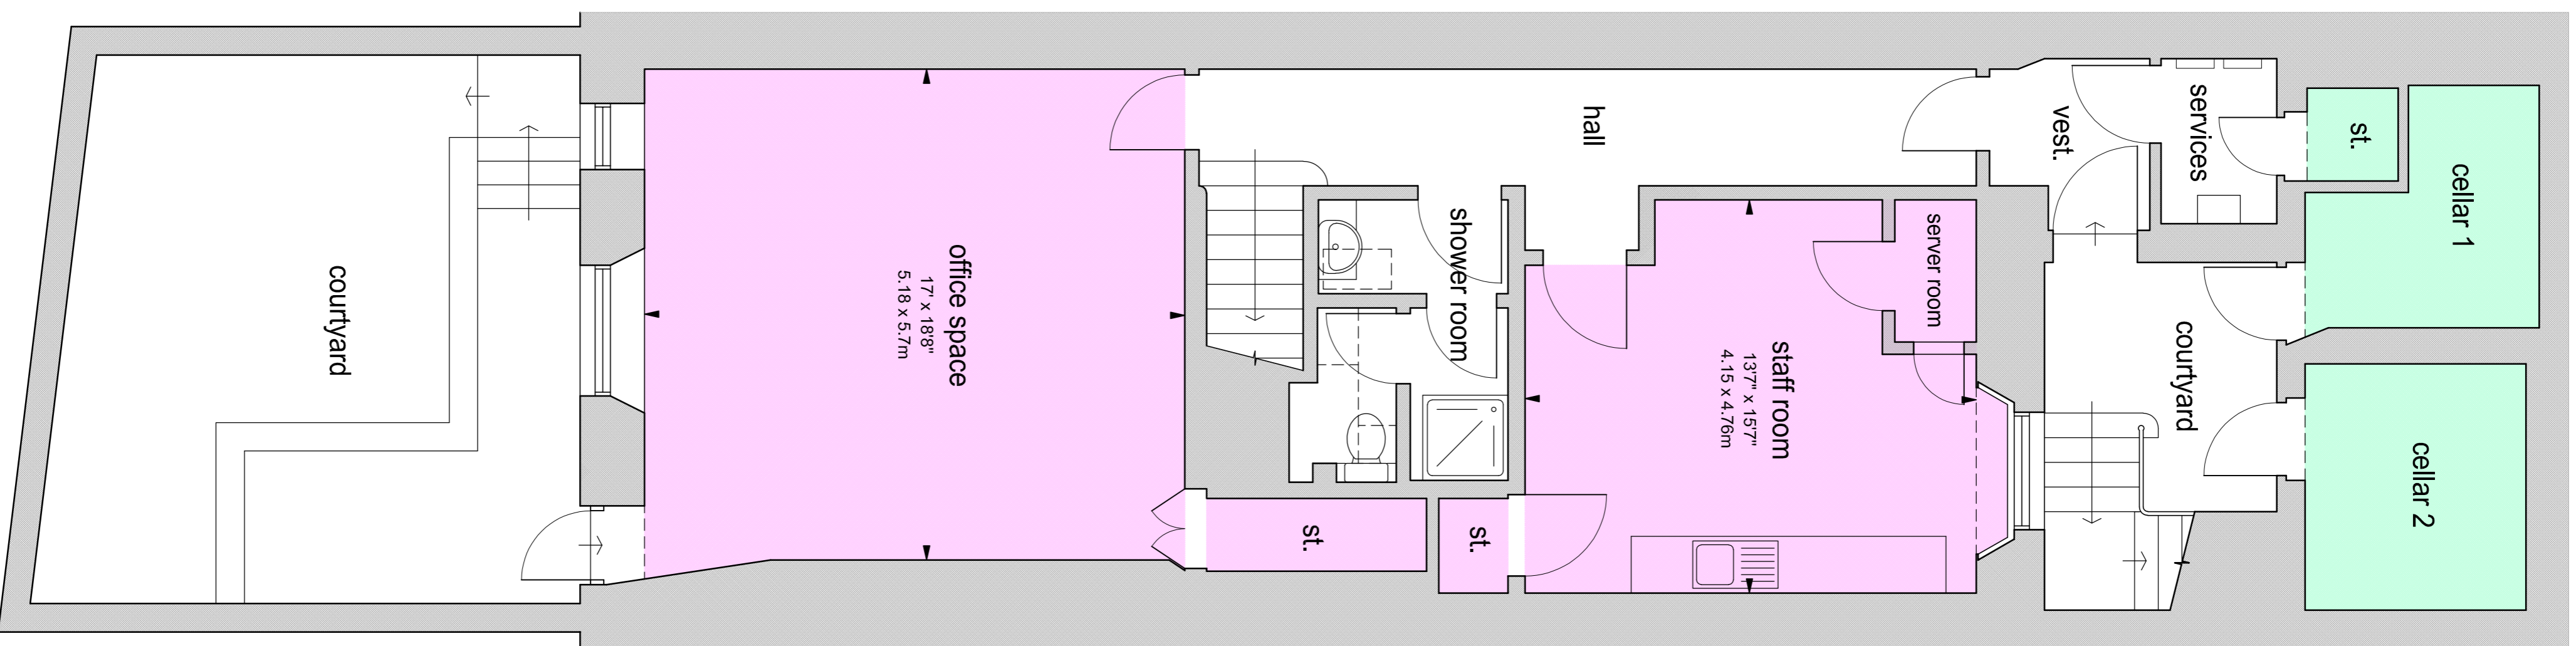 courtyard
office space
17' x 18'8"
5.18 x 5.7m
hall
shower room
st.
st.
staff room
13'7" x 15'7"
4.15 x 4.76m
server room
vest.
services
courtyard
st.
cellar 1
cellar 2